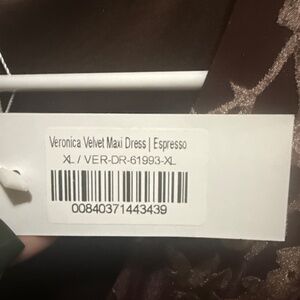 Veronica Velvet Maxi Dress | Espresso
XL / VER-DR-61993-XL
00840371443439